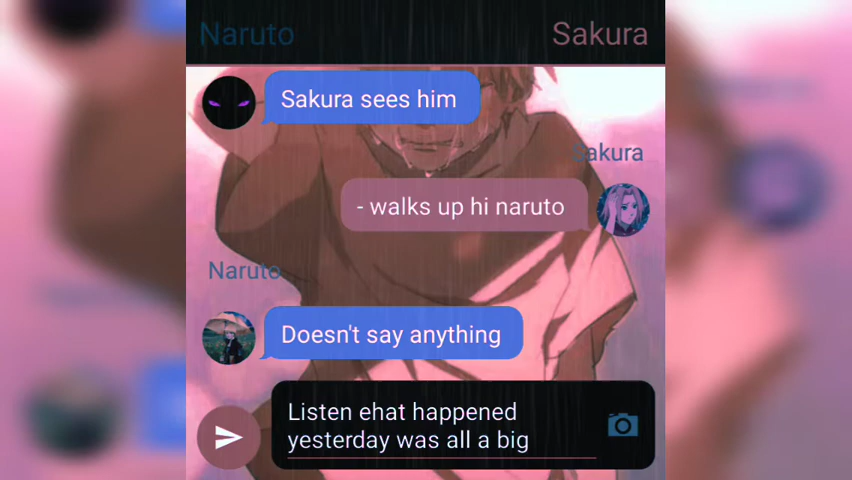 Naruto
Sakura
Sakura sees him
Sakura
- walks up hi naruto
Naruto
Doesn't say anything
Listen ehat happened
yesterday was all a big